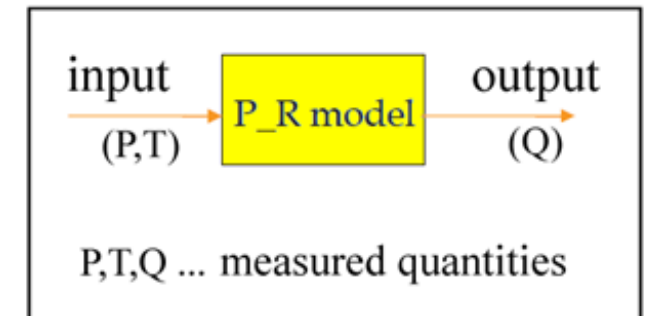 input
output
P_R model
(P,T)
(Q)
P,T,Q ... measured quantities